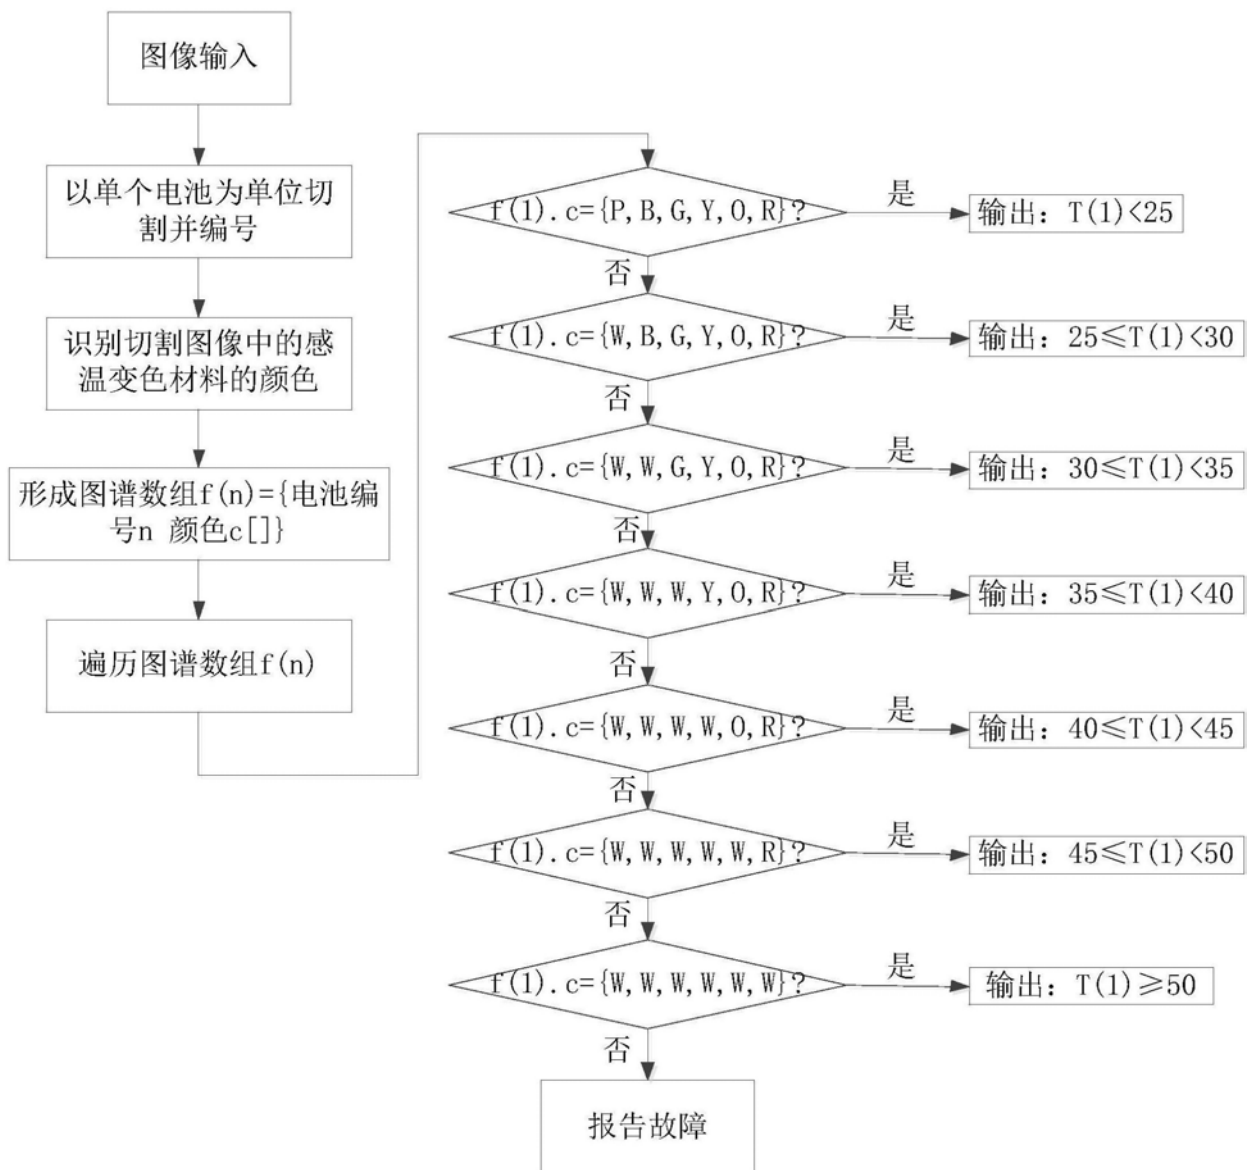 图像输入
以单个电池为单位切
割并编号
识别切割图像中的感
温变色材料的颜色
形成图谱数组f(n)={电池编
号n 颜色c[]}
遍历图谱数组f(n)
f(1).c={P,B,G,Y,O,R}?
是
输出：T(1)<25
否
f(1).c={W,B,G,Y,O,R}?
是
输出：25≤T(1)<30
否
f(1).c={W,W,G,Y,O,R}?
是
输出：30≤T(1)<35
否
f(1).c={W,W,W,Y,O,R}?
是
输出：35≤T(1)<40
否
f(1).c={W,W,W,W,O,R}?
是
输出：40≤T(1)<45
否
f(1).c={W,W,W,W,W,R}?
是
输出：45≤T(1)<50
否
f(1).c={W,W,W,W,W,W}?
是
输出：T(1)≥50
否
报告故障